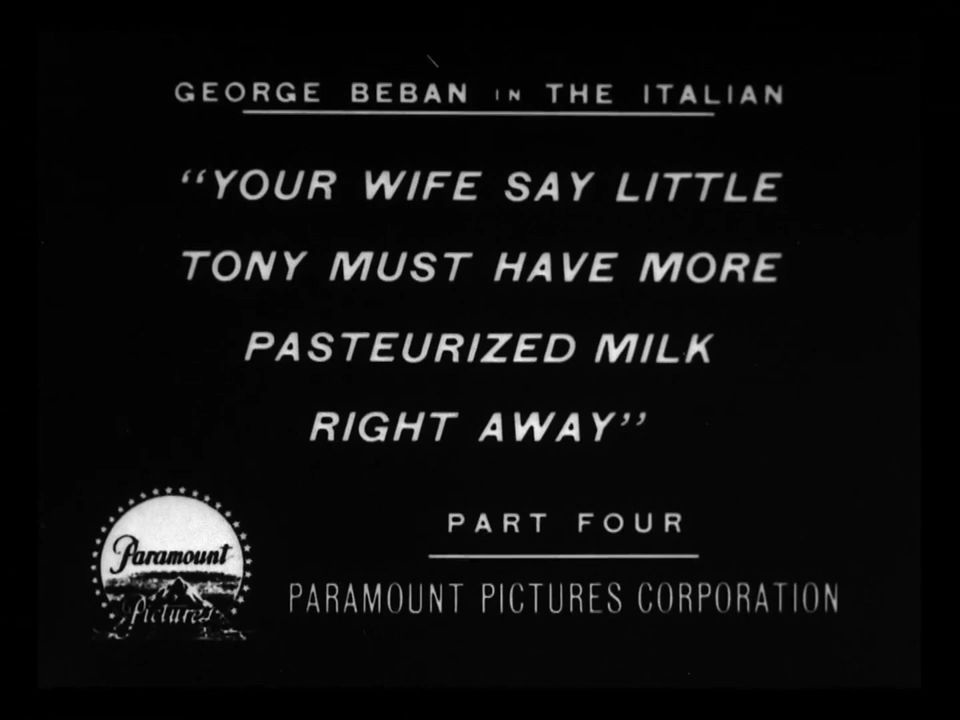 GEORGE BEBAN IN THE ITALIAN
“YOUR WIFE SAY LITTLE
TONY MUST HAVE MORE
PASTEURIZED MILK
RIGHT AWAY”
PART FOUR
Paramount
Pictures
PARAMOUNT PICTURES CORPORATION